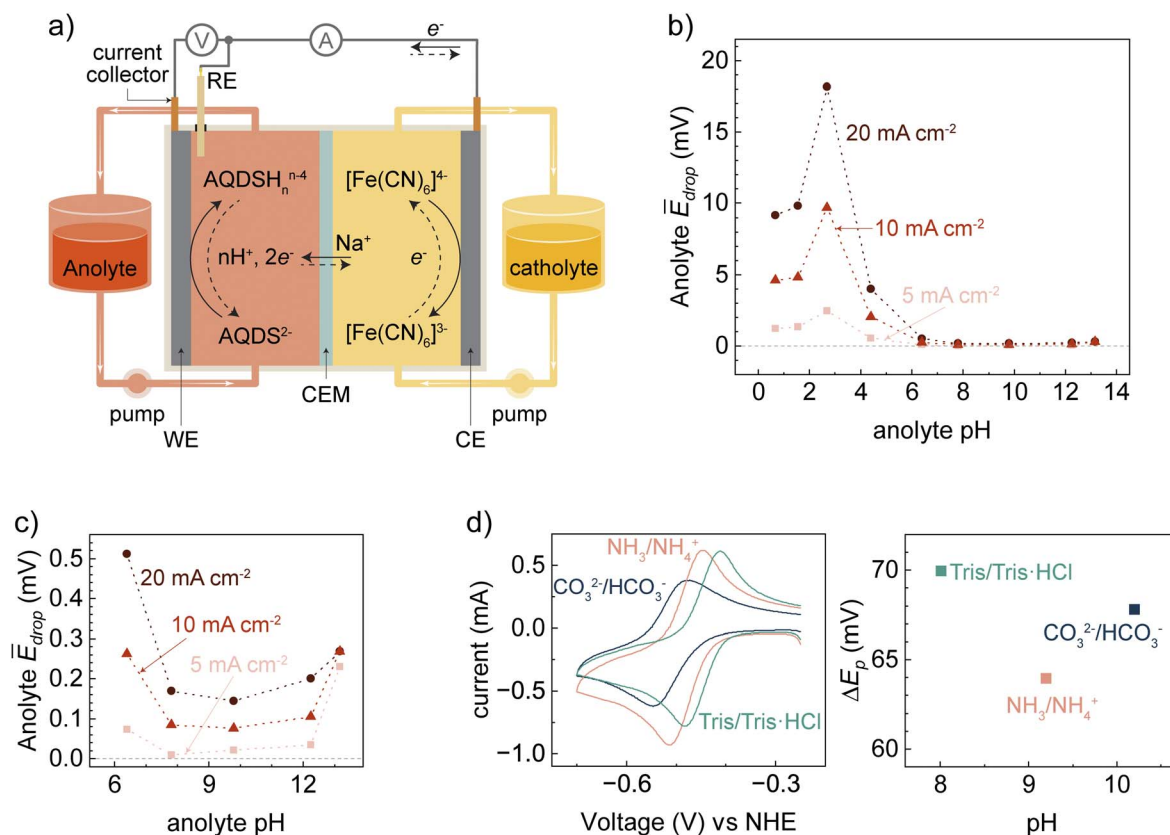 a)
V
A
e-
current
collector
RE
AQDSHₙⁿ⁻⁴
[Fe(CN)₆]⁴⁻
Anolyte
nH⁺, 2e-
Na⁺
e-
catholyte
AQDS²⁻
[Fe(CN)₆]³⁻
pump
CEM
pump
WE
CE
b)
Anolyte E̅drop (mV)
20
15
10
5
0
20 mA cm⁻²
10 mA cm⁻²
5 mA cm⁻²
0 2 4 6 8 10 12 14
anolyte pH
c)
Anolyte E̅drop (mV)
0.5
0.4
0.3
0.2
0.1
0.0
20 mA cm⁻²
10 mA cm⁻²
5 mA cm⁻²
6 9 12
anolyte pH
d)
current (mA)
0.5
0.0
−0.5
−1.0
NH₃/NH₄⁺
CO₃²⁻/HCO₃⁻
Tris/Tris·HCl
−0.6 −0.3
Voltage (V) vs NHE
ΔEₚ (mV)
70
65
60
Tris/Tris·HCl
CO₃²⁻/HCO₃⁻
NH₃/NH₄⁺
8 9 10
pH